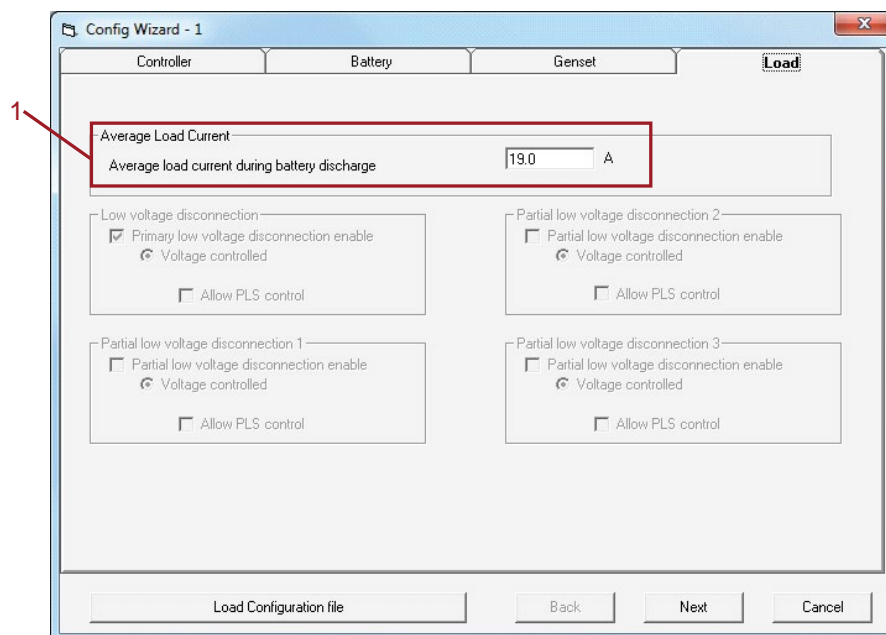 Config Wizard - 1
Controller Battery Genset Load
1
Average Load Current
Average load current during battery discharge 19.0 A
Low voltage disconnection
Primary low voltage disconnection enable
Voltage controlled
Allow PLS control
Partial low voltage disconnection 2
Partial low voltage disconnection enable
Voltage controlled
Allow PLS control
Partial low voltage disconnection 1
Partial low voltage disconnection enable
Voltage controlled
Allow PLS control
Partial low voltage disconnection 3
Partial low voltage disconnection enable
Voltage controlled
Allow PLS control
Load Configuration file Back Next Cancel